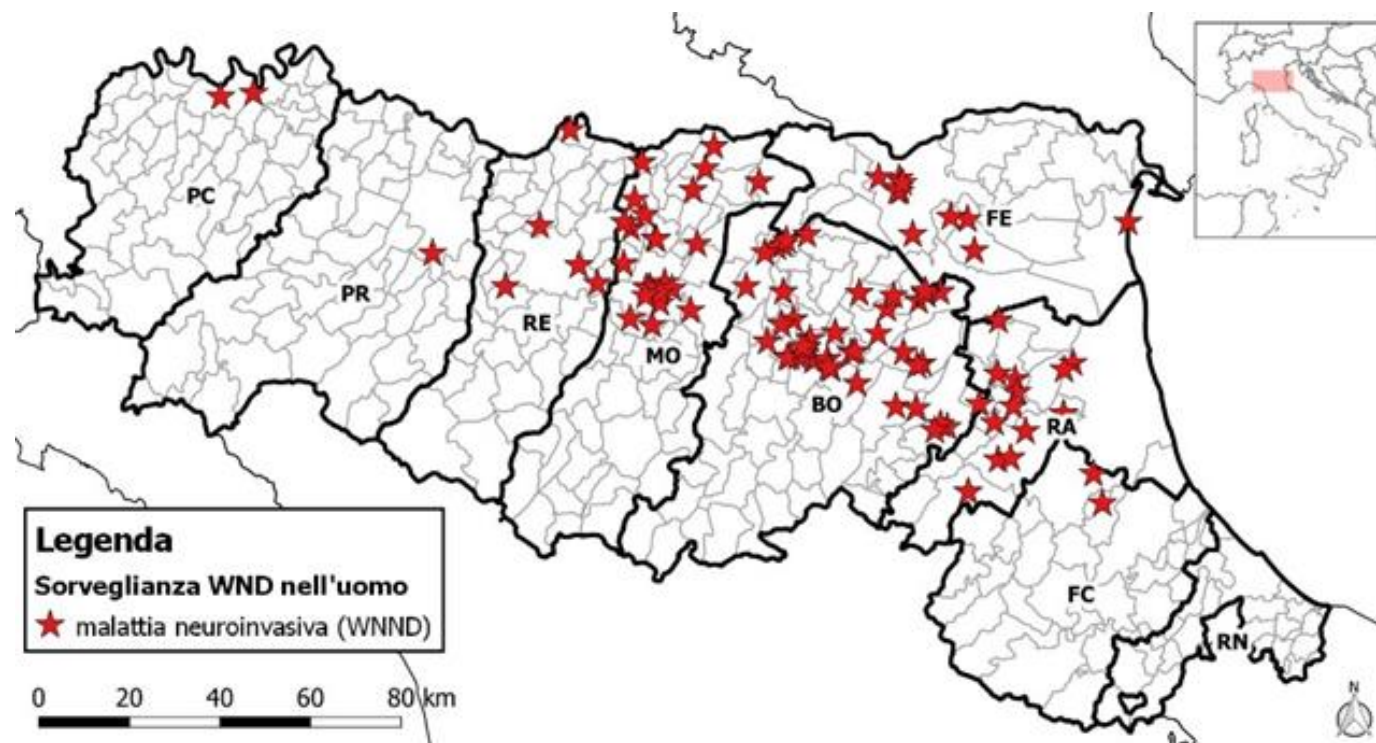 PC
PR
RE
MO
BO
FE
RA
FC
RN
Legenda
Sorveglianza WND nell'uomo
malattia neuroinvasiva (WNND)
0 20 40 60 80 km
N